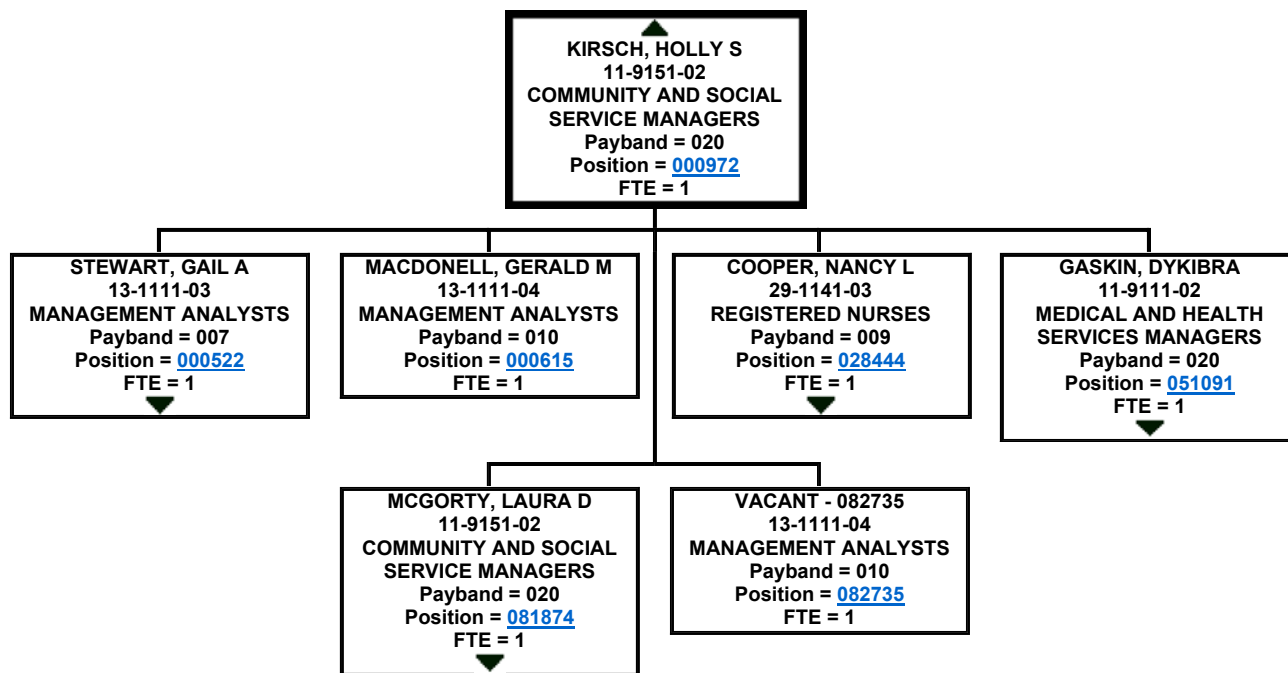 KIRSCH, HOLLY S
11-9151-02
COMMUNITY AND SOCIAL
SERVICE MANAGERS
Payband = 020
Position = 000972
FTE = 1
STEWART, GAIL A
13-1111-03
MANAGEMENT ANALYSTS
Payband = 007
Position = 000522
FTE = 1
MACDONELL, GERALD M
13-1111-04
MANAGEMENT ANALYSTS
Payband = 010
Position = 000615
FTE = 1
COOPER, NANCY L
29-1141-03
REGISTERED NURSES
Payband = 009
Position = 028444
FTE = 1
GASKIN, DYKIBRA
11-9111-02
MEDICAL AND HEALTH
SERVICES MANAGERS
Payband = 020
Position = 051091
FTE = 1
MCGORTY, LAURA D
11-9151-02
COMMUNITY AND SOCIAL
SERVICE MANAGERS
Payband = 020
Position = 081874
FTE = 1
VACANT - 082735
13-1111-04
MANAGEMENT ANALYSTS
Payband = 010
Position = 082735
FTE = 1